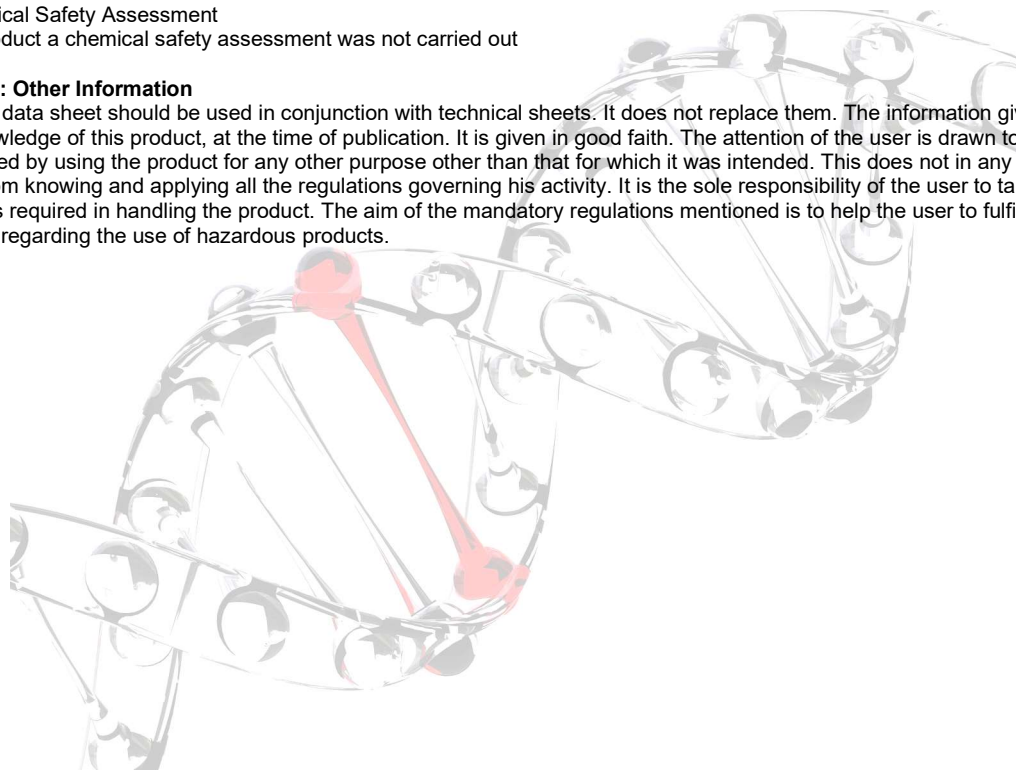 ical Safety Assessment
oduct a chemical safety assessment was not carried out
: Other Information
data sheet should be used in conjunction with technical sheets. It does not replace them. The information giv
wledge of this product, at the time of publication. It is given in good faith. The attention of the user is drawn to
ed by using the product for any other purpose other than that for which it was intended. This does not in any
om knowing and applying all the regulations governing his activity. It is the sole responsibility of the user to ta
s required in handling the product. The aim of the mandatory regulations mentioned is to help the user to fulfi
regarding the use of hazardous products.